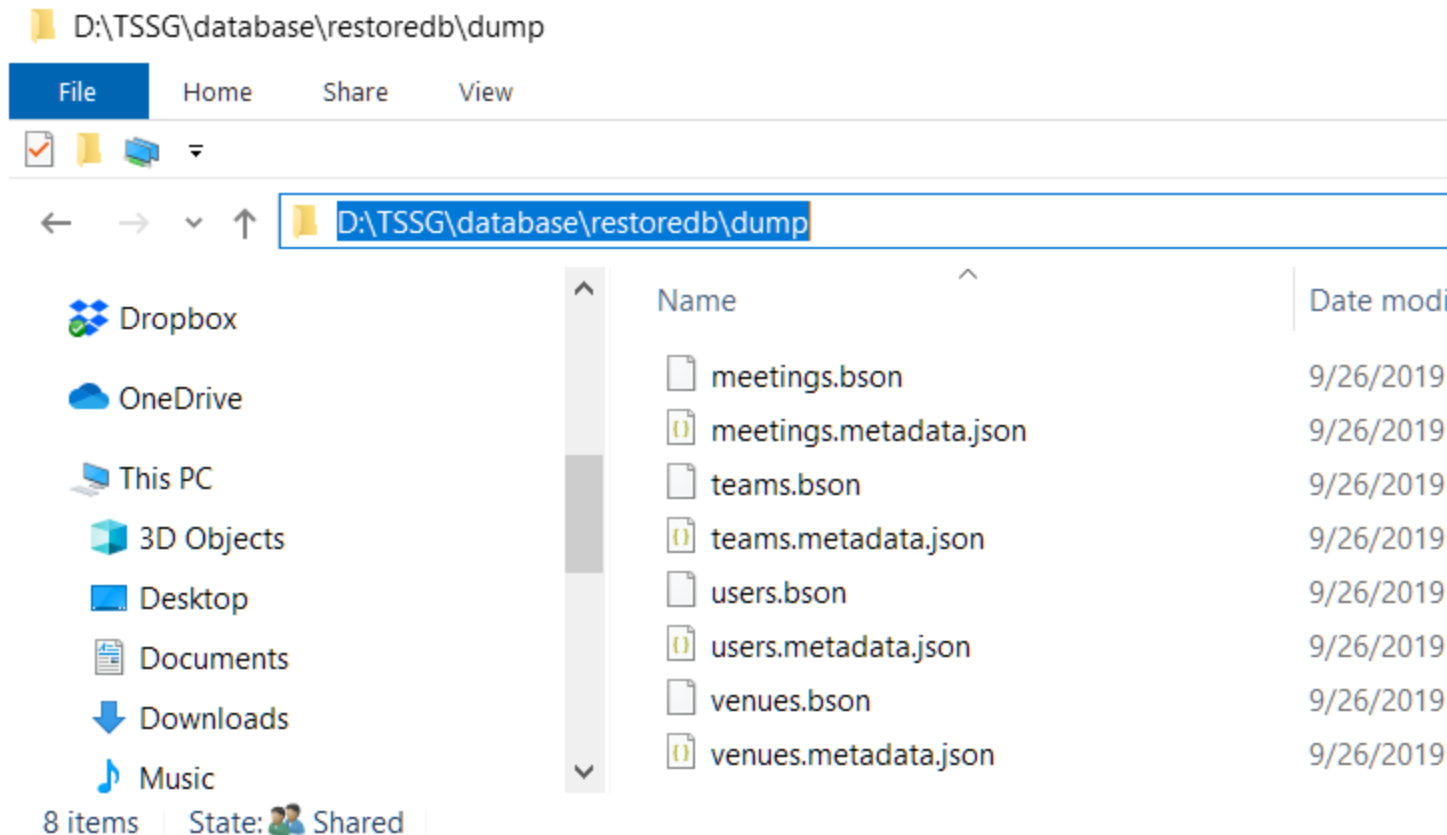 D:\TSSG\database\restoredb\dump
File Home Share View
D:\TSSG\database\restoredb\dump
Dropbox
OneDrive
This PC
3D Objects
Desktop
Documents
Downloads
Music
Name Date modi
meetings.bson 9/26/2019
meetings.metadata.json 9/26/2019
teams.bson 9/26/2019
teams.metadata.json 9/26/2019
users.bson 9/26/2019
users.metadata.json 9/26/2019
venues.bson 9/26/2019
venues.metadata.json 9/26/2019
8 items State: Shared